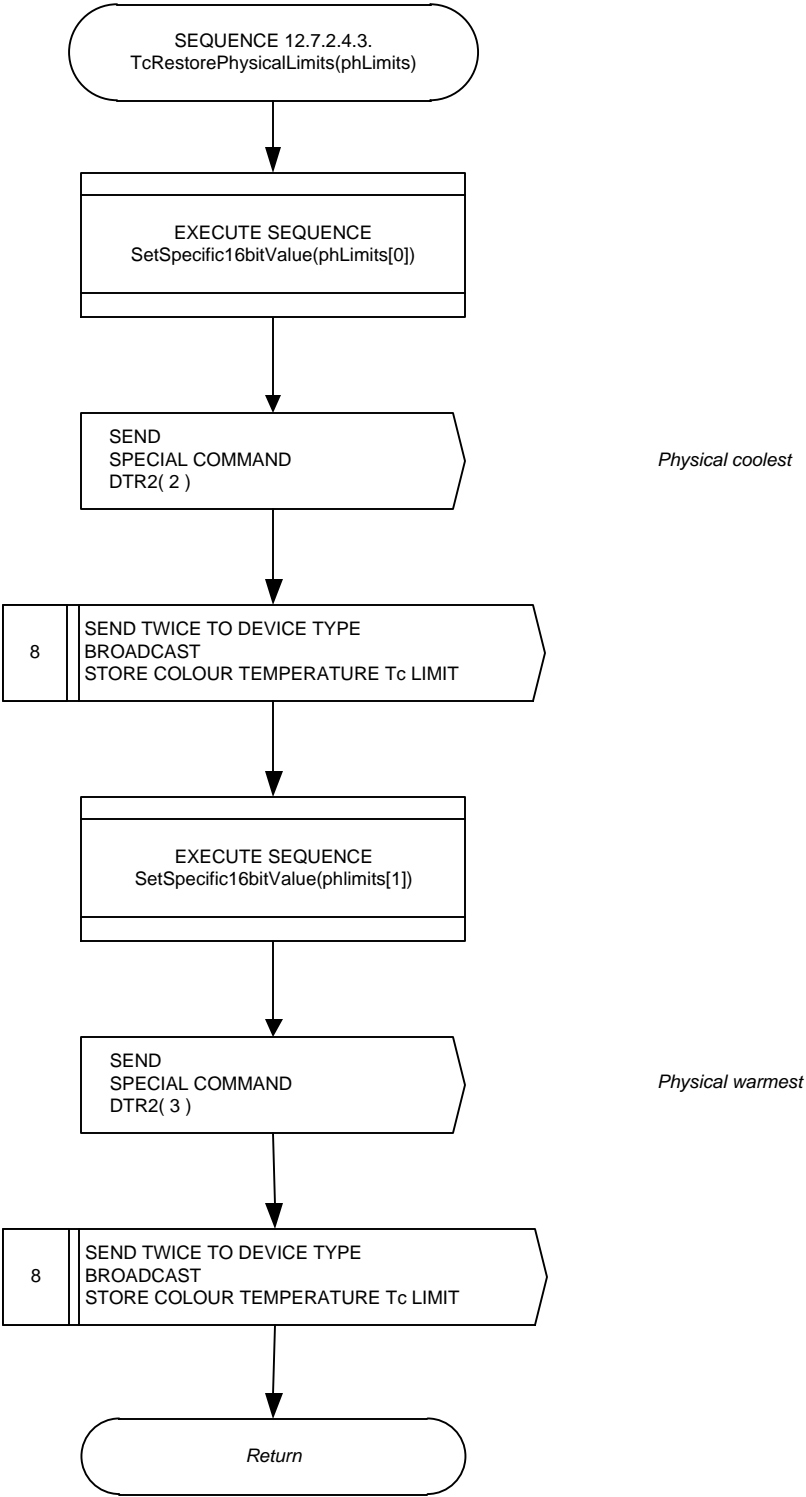 SEQUENCE 12.7.2.4.3.
TcRestorePhysicalLimits(phLimits)
EXECUTE SEQUENCE
SetSpecific16bitValue(phLimits[0])
SEND
SPECIAL COMMAND
DTR2( 2 )
Physical coolest
8
SEND TWICE TO DEVICE TYPE
BROADCAST
STORE COLOUR TEMPERATURE Tc LIMIT
EXECUTE SEQUENCE
SetSpecific16bitValue(phlimits[1])
SEND
SPECIAL COMMAND
DTR2( 3 )
Physical warmest
8
SEND TWICE TO DEVICE TYPE
BROADCAST
STORE COLOUR TEMPERATURE Tc LIMIT
Return